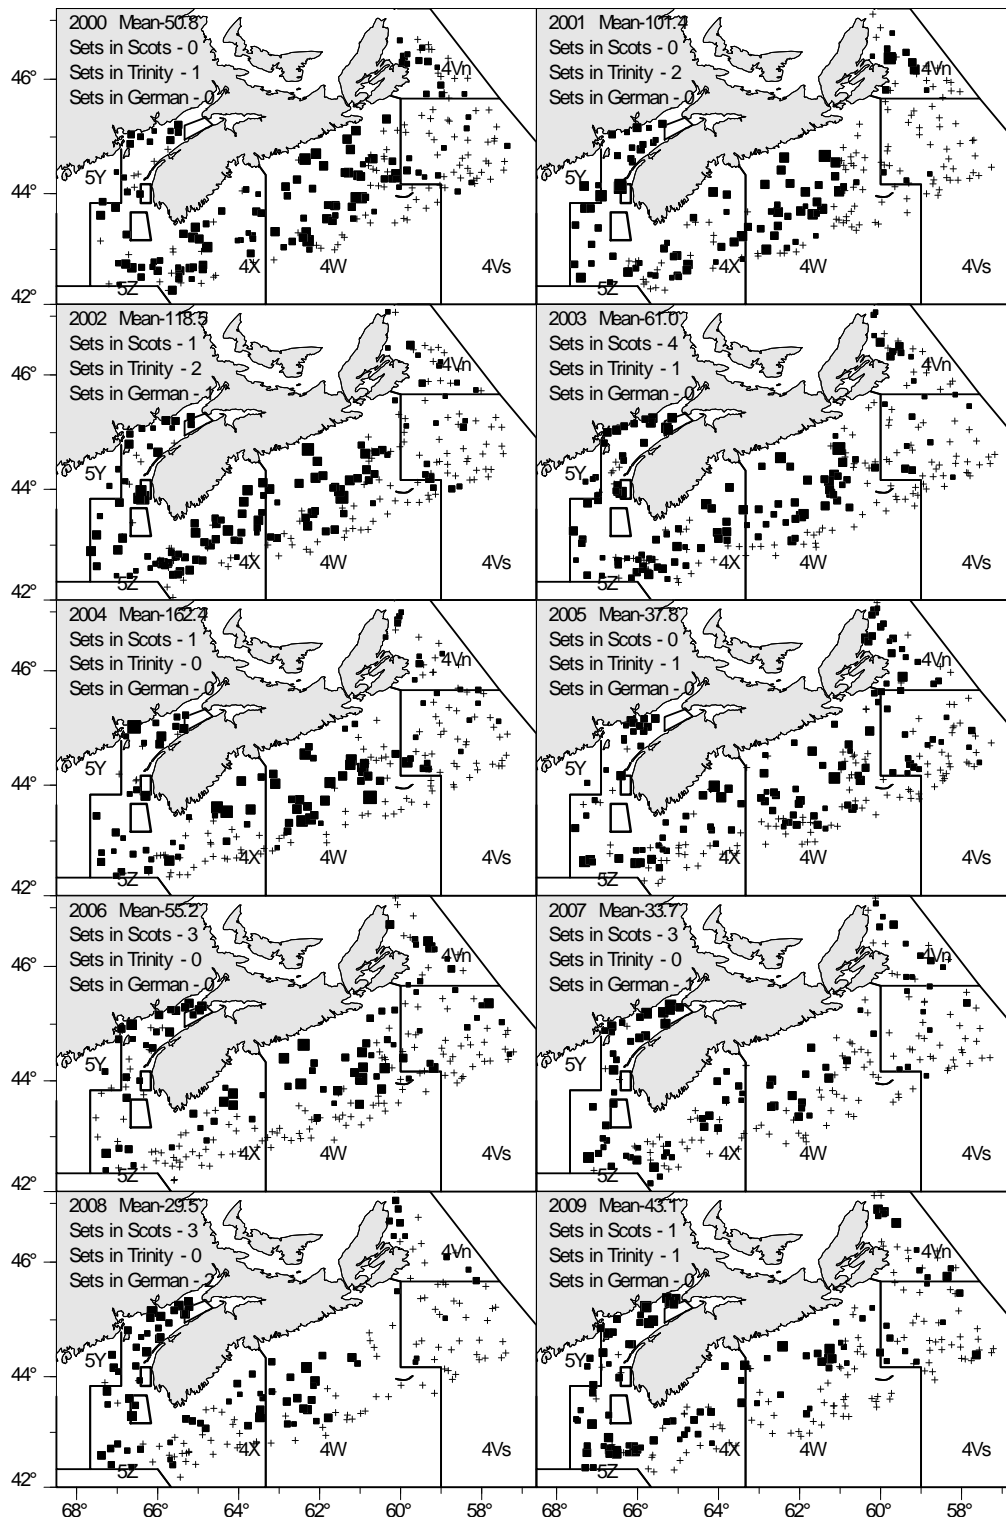 2000 Mean-50.8
Sets in Scots - 0
Sets in Trinity - 1
Sets in German - 0
46°
44°
42°
4Vn
5Y
4X
4W
4Vs
5Z
2001 Mean-101.4
Sets in Scots - 0
Sets in Trinity - 2
Sets in German - 0
4Vn
5Y
4X
4W
4Vs
5Z
2002 Mean-118.5
Sets in Scots - 1
Sets in Trinity - 2
Sets in German - 1
46°
44°
42°
4Vn
5Y
4X
4W
4Vs
5Z
2003 Mean-61.0
Sets in Scots - 4
Sets in Trinity - 1
Sets in German - 0
4Vn
5Y
4X
4W
4Vs
5Z
2004 Mean-162.4
Sets in Scots - 1
Sets in Trinity - 0
Sets in German - 0
46°
44°
42°
4Vn
5Y
4X
4W
4Vs
5Z
2005 Mean-37.8
Sets in Scots - 0
Sets in Trinity - 1
Sets in German - 0
4Vn
5Y
4X
4W
4Vs
5Z
2006 Mean-55.2
Sets in Scots - 3
Sets in Trinity - 0
Sets in German - 0
46°
44°
42°
4Vn
5Y
4X
4W
4Vs
5Z
2007 Mean-33.7
Sets in Scots - 3
Sets in Trinity - 0
Sets in German - 1
4Vn
5Y
4X
4W
4Vs
5Z
2008 Mean-29.5
Sets in Scots - 3
Sets in Trinity - 0
Sets in German - 2
46°
44°
42°
4Vn
5Y
4X
4W
4Vs
5Z
2009 Mean-43.1
Sets in Scots - 1
Sets in Trinity - 1
Sets in German - 0
4Vn
5Y
4X
4W
4Vs
5Z
68° 66° 64° 62° 60° 68° 66° 64° 62° 60°